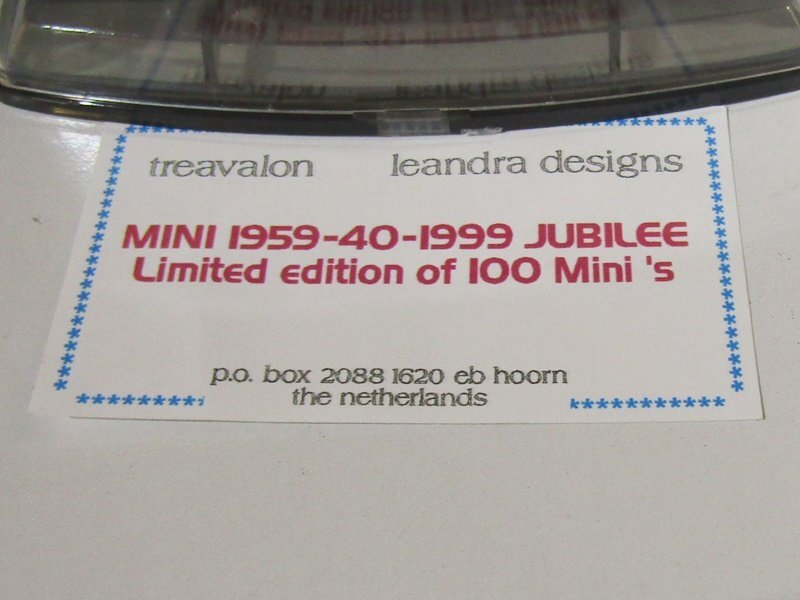 treavalon leandra designs
MINI 1959-40-1999 JUBILEE
Limited edition of 100 Mini 's
p.o. box 2088 1620 eb hoorn
the netherlands